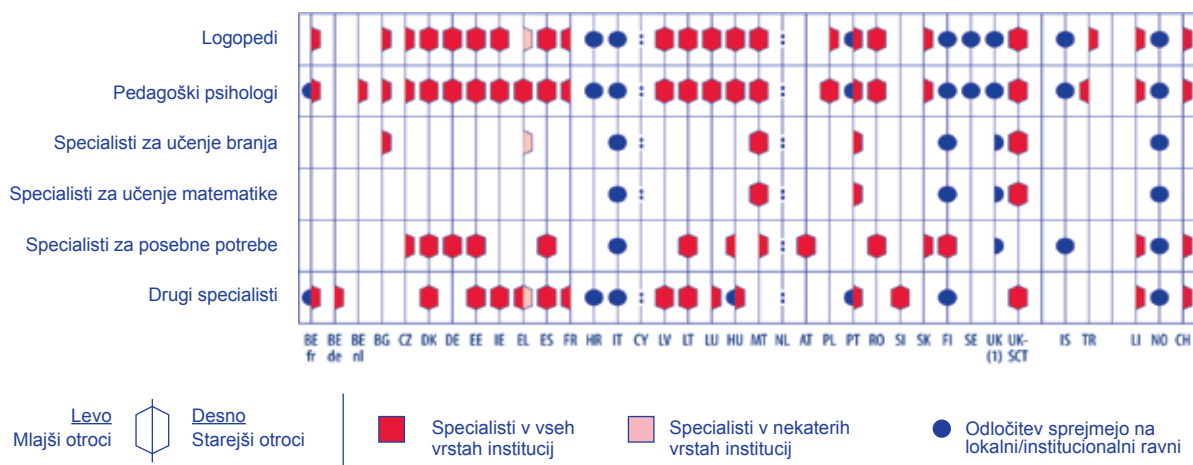 Logopedi
Pedagoški psihologi
Specialisti za učenje branja
Specialisti za učenje matematike
Specialisti za posebne potrebe
Drugi specialisti
BE fr BE de BE nl BG CZ DK DE EE IE EL ES FR HR IT CY LV LT LU HU MT NL AT PL PT RO SI SK FI SE UK (1) UK-SCT IS TR LI NO CH
Levo
Mlajši otroci
Desno
Starejši otroci
Specialisti v vseh
vrstah institucij
Specialisti v nekaterih
vrstah institucij
Odločitev sprejmejo na
lokalni/institucionalni ravni